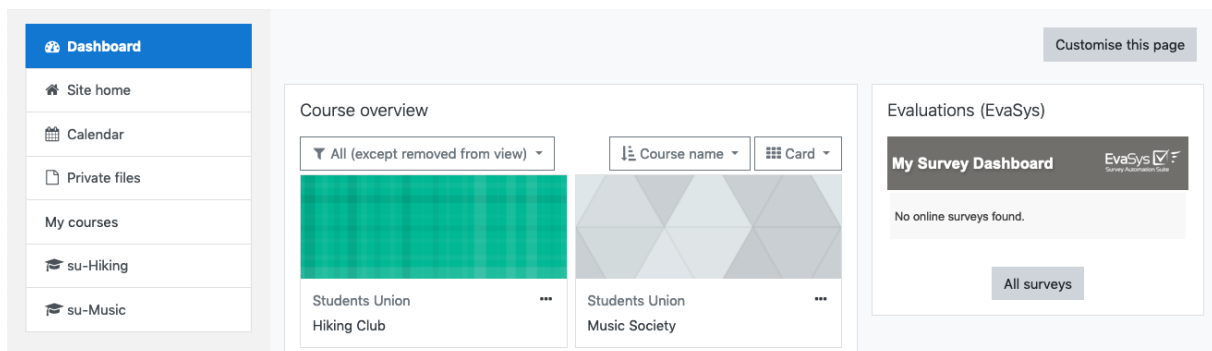 Dashboard
Site home
Calendar
Private files
My courses
su-Hiking
su-Music
Customise this page
Course overview
All (except removed from view)
Course name
Card
Students Union
Hiking Club
Students Union
Music Society
Evaluations (EvaSys)
My Survey Dashboard
EvaSys
Survey Automation Suite
No online surveys found.
All surveys